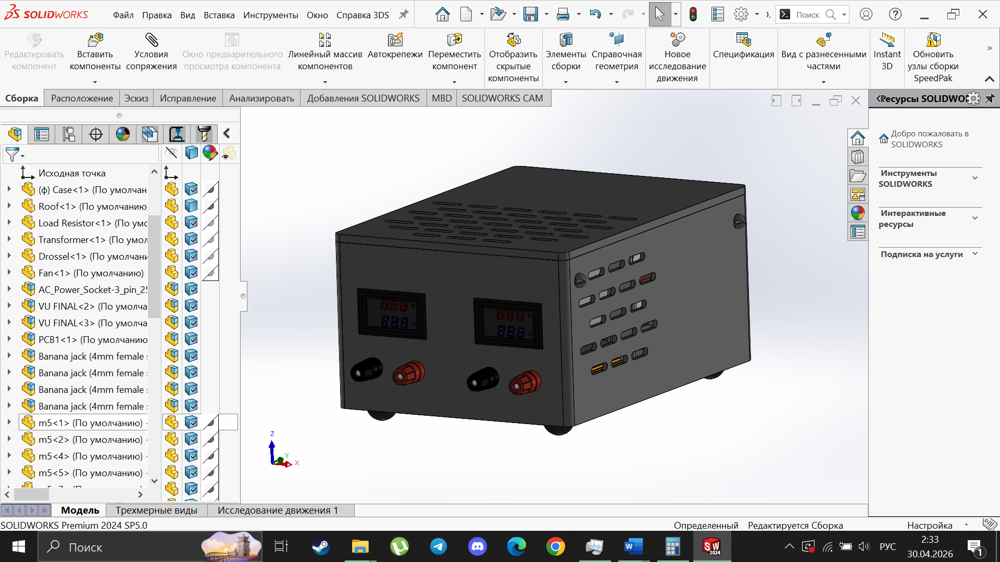 SOLIDWORKS
Файл Правка Вид Вставка Инструменты Окно Справка 3DS
Поиск
Редактировать компонент
Вставить компоненты
Условия сопряжения
Окно предварительного просмотра компонента
Линейный массив компонентов
Автокрепежи
Переместить компонент
Отобразить скрытые компоненты
Элементы сборки
Справочная геометрия
Новое исследование движения
Спецификация
Вид с разнесенными частями
Instant 3D
Обновить узлы сборки SpeedPak
Сборка Расположение Эскиз Исправление Анализировать Добавления SOLIDWORKS MBD SOLIDWORKS CAM
Исходная точка
(ф) Case<1> (По умолчан
Roof<1> (По умолчанию)
Load Resistor<1> (По умо
Transformer<1> (По умол
Drossel<1> (По умолчани
Fan<1> (По умолчанию)
AC_Power_Socket-3_pin_25
VU FINAL<2> (По умолча
VU FINAL<3> (По умолча
PCB1<1> (По умолчанию
Banana jack (4mm female
Banana jack (4mm female
Banana jack (4mm female
Banana jack (4mm female
m5<1> (По умолчанию)
m5<2> (По умолчанию)
m5<4> (По умолчанию)
m5<5> (По умолчанию)
V
A
V
A
Z
Y
X
есурсы SOLIDWO
Добро пожаловать в
SOLIDWORKS
Инструменты
SOLIDWORKS
Интерактивные
ресурсы
Подписка на услуги
Модель Трехмерные виды Исследование движения 1
SOLIDWORKS Premium 2024 SP5.0
Определенный Редактируется Сборка Настройка
Поиск
SW
2024
РУС
2:33
30.04.2026
1